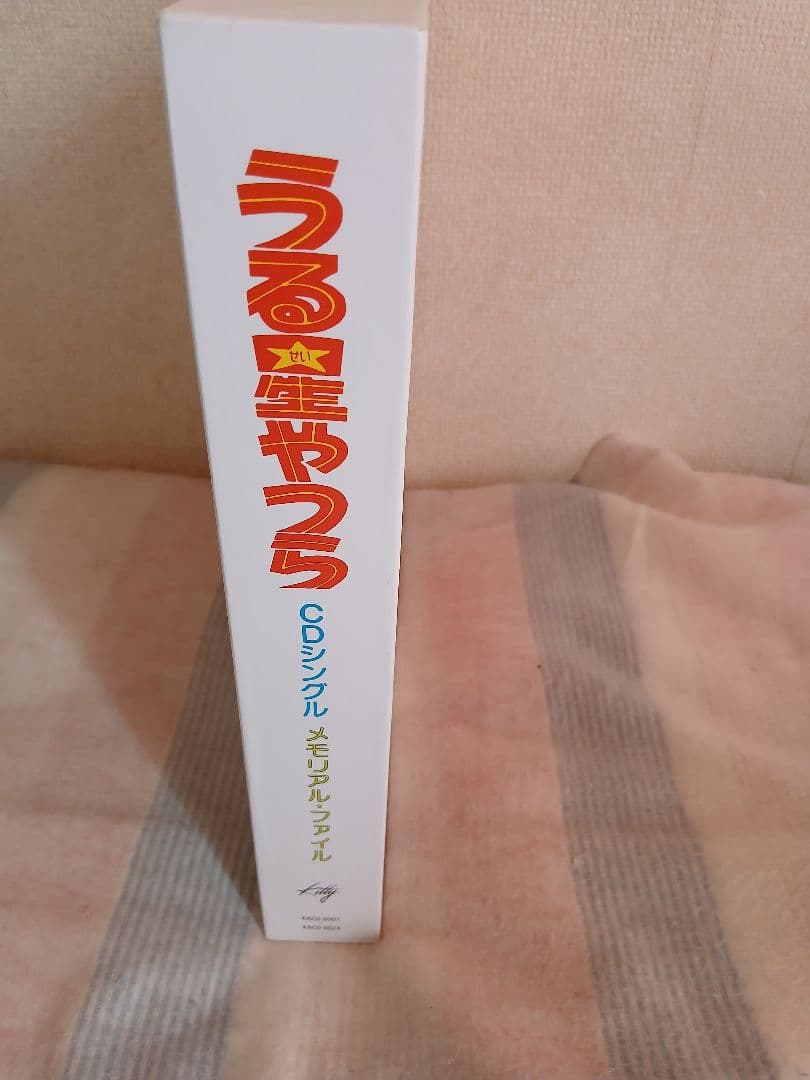 うる星やつら
せい
CDシングル
メモリアル・ファイル
Kitty